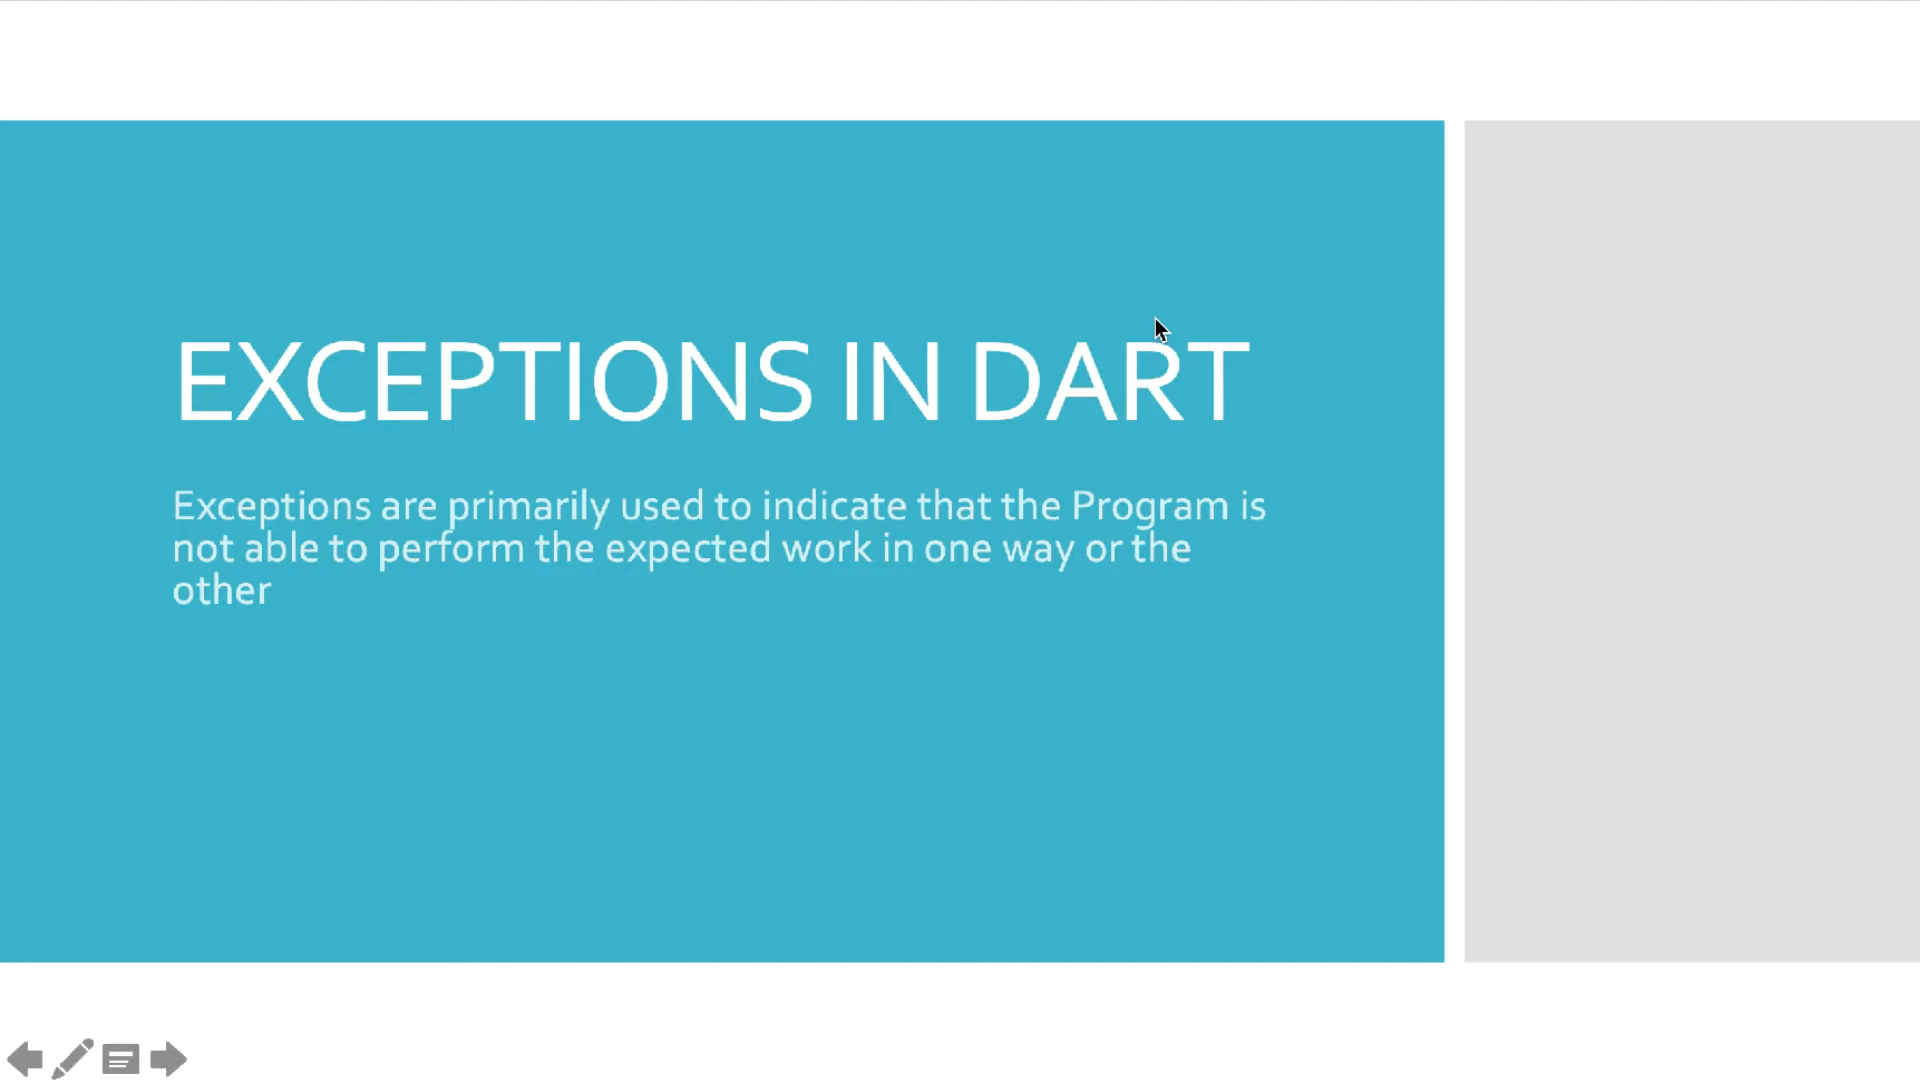 EXCEPTIONS IN DART
Exceptions are primarily used to indicate that the Program is
not able to perform the expected work in one way or the
other